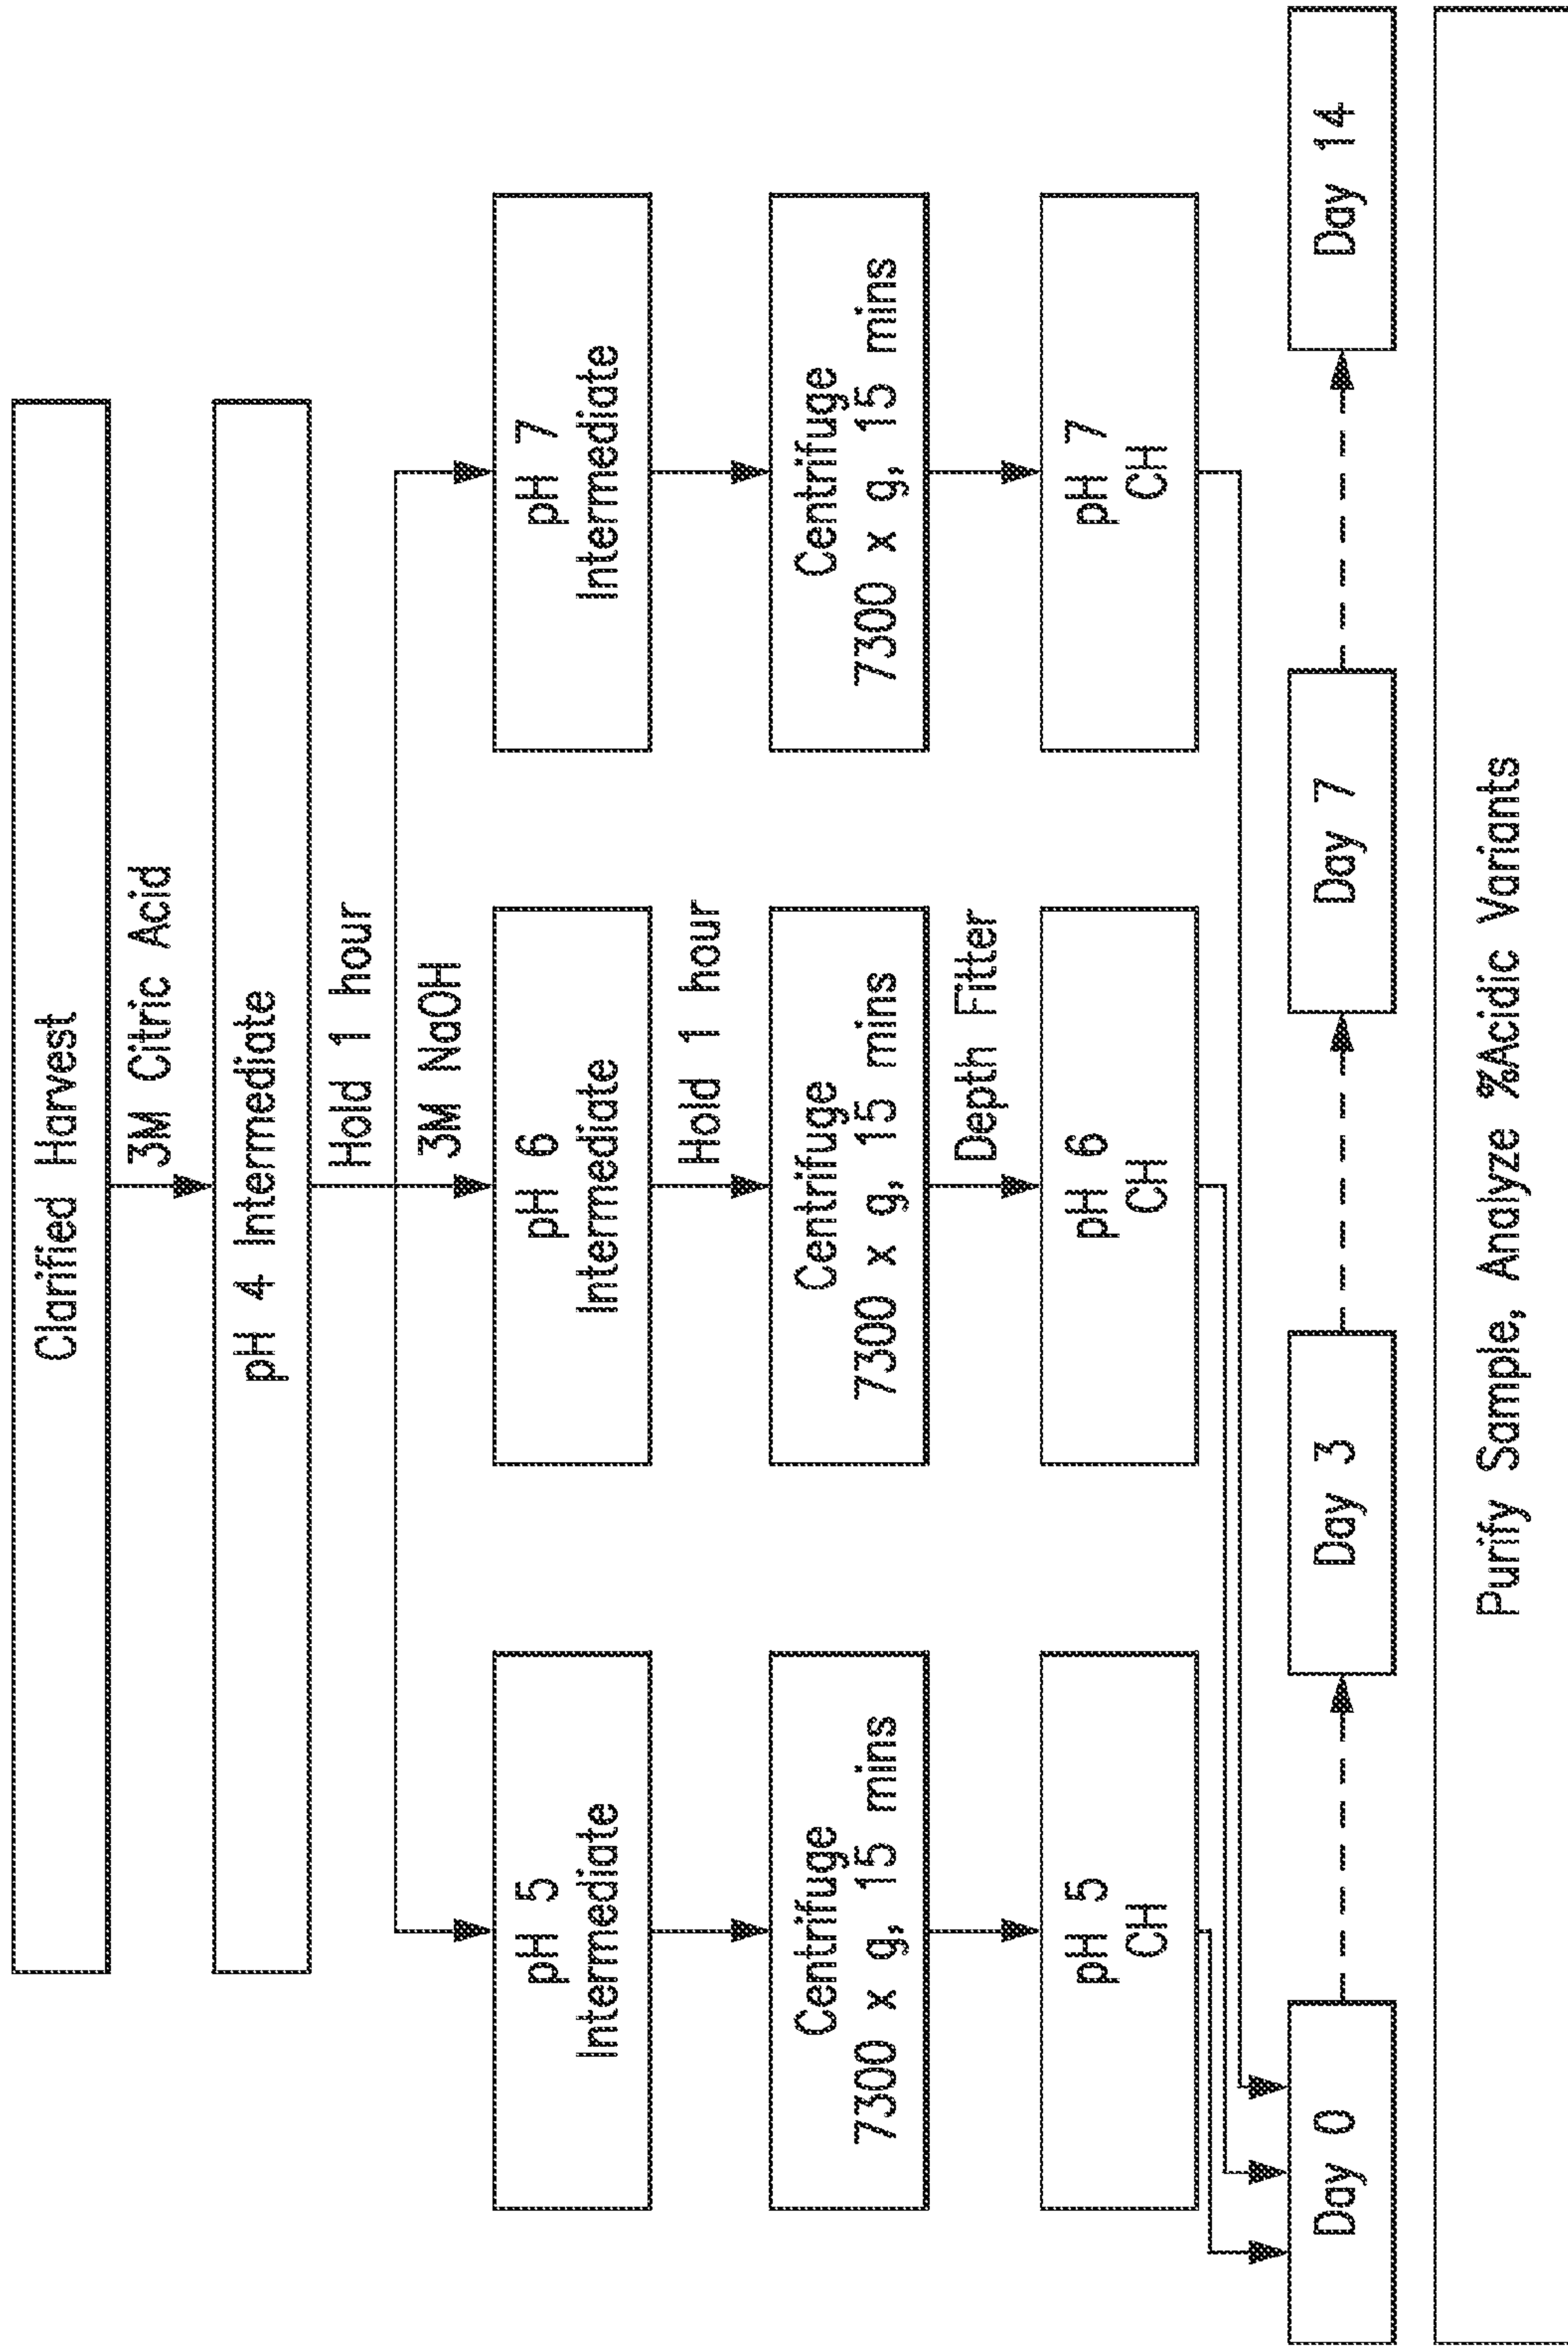 Clarified Harvest
3M Citric Acid
pH 4 Intermediate
Hold 1 hour
3M NaOH
pH 5
Intermediate
pH 6
Intermediate
pH 7
Intermediate
Hold 1 hour
Centrifuge
7300 x g, 15 mins
Centrifuge
7300 x g, 15 mins
Centrifuge
7300 x g, 15 mins
Depth Fitter
pH 5
CH
pH 6
CH
pH 7
CH
Day 0
Day 3
Day 7
Day 14
Purify Sample, Analyze %Acidic Variants